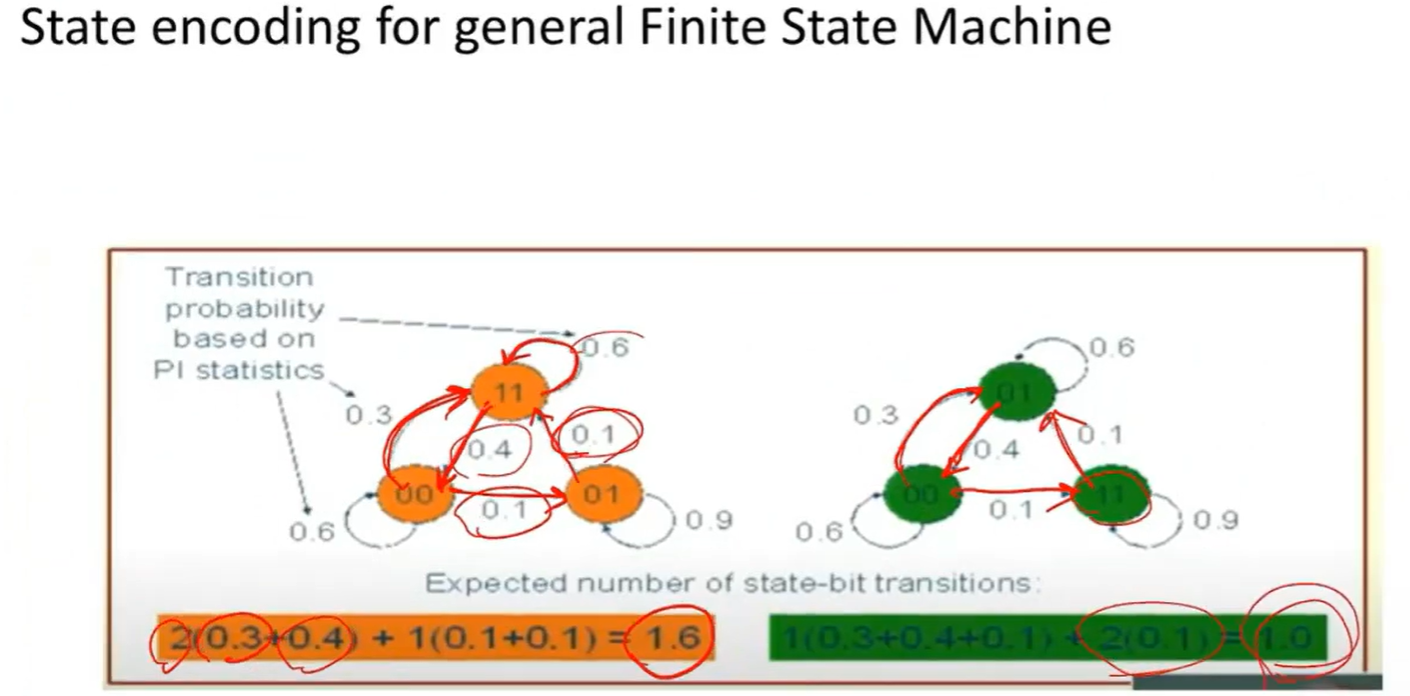 State encoding for general Finite State Machine
Transition
probability
based on
PI statistics
0.6
11
0.3
0.4
0.1
00
01
0.1
0.6
0.9
0.6
01
0.3
0.4
0.1
00
11
0.1
0.6
0.9
Expected number of state-bit transitions:
2(0.3+0.4) + 1(0.1+0.1) = 1.6
1(0.3+0.4+0.1) + 2(0.1) = 1.0